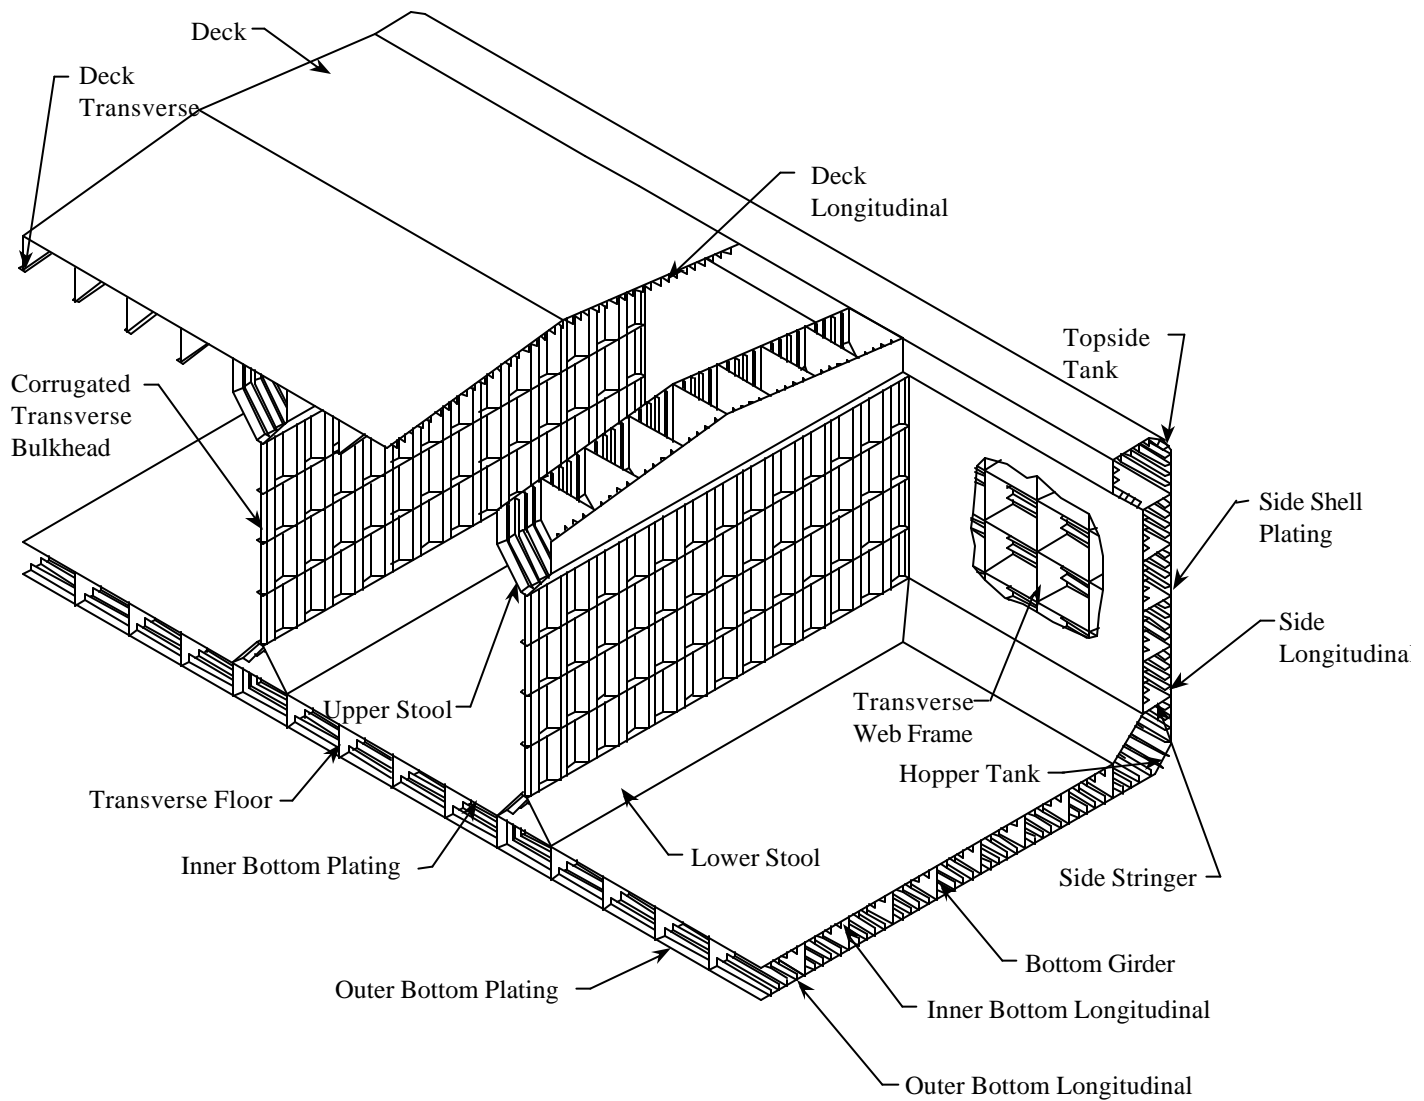 Deck
Deck
Transverse
Deck
Longitudinal
Topside
Tank
Corrugated
Transverse
Bulkhead
Side Shell
Plating
Side
Longitudinal
Upper Stool
Transverse
Web Frame
Hopper Tank
Transverse Floor
Inner Bottom Plating
Lower Stool
Side Stringer
Bottom Girder
Outer Bottom Plating
Inner Bottom Longitudinal
Outer Bottom Longitudinal